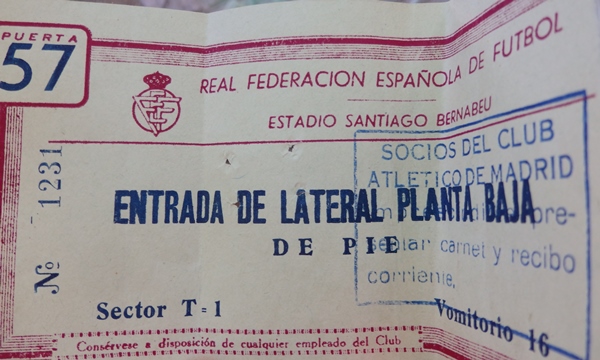 PUERTA
57
REAL FEDERACION ESPAÑOLA DE FUTBOL
ESTADIO SANTIAGO BERNABEU
SOCIOS DEL CLUB
ATLETICO DE MADRID
Nº 1231
ENTRADA DE LATERAL PLANTA BAJA
pre-
DE PIE
sentar carnet y recibo
corriente.
Sector T-1
Vomitorio 16
Consérvese a disposición de cualquier empleado del Club